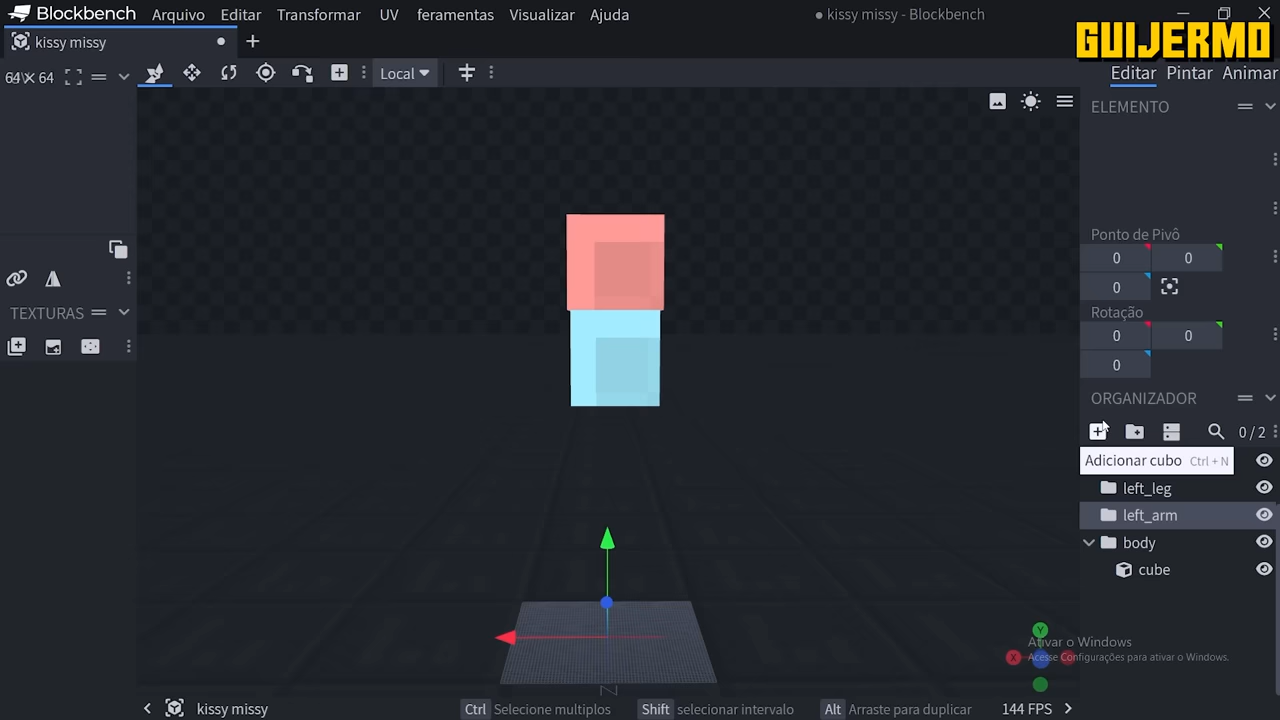 Blockbench Arquivo Editar Transformar UV ferramentas Visualizar Ajuda kissy missy - Blockbench
kissy missy
GUIJERMO
64 × 64
Local
Editar Pintar Animar
ELEMENTO
Ponto de Pivô
0 0
0
TEXTURAS
Rotação
0 0
0
ORGANIZADOR
0 / 2
Adicionar cubo Ctrl + N
left_leg
left_arm
body
cube
Y
Ativar o Windows
Acesse Configurações para ativar o Windows.
N
kissy missy
Ctrl Selecione multiplos Shift selecionar intervalo Alt Arraste para duplicar 144 FPS